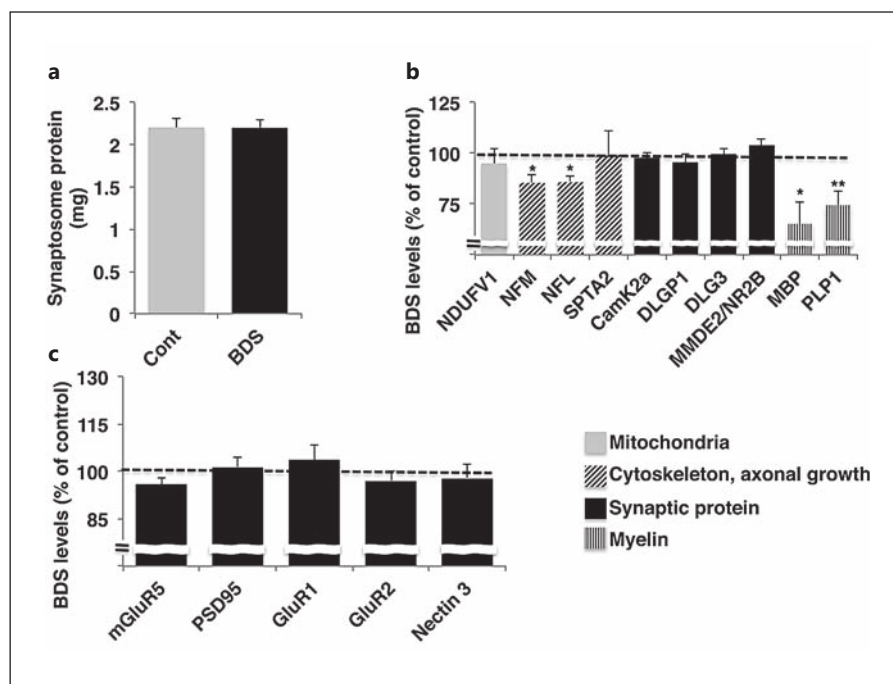 a
Synaptosome protein
(mg)
2.5
2
1.5
1
0.5
0
Cont
BDS
b
BDS levels (% of control)
125
100
75
*
*
*
**
NDUFV1
NFM
NFL
SPTA2
CamK2a
DLGP1
DLG3
MMDE2/NR2B
MBP
PLP1
c
BDS levels (% of control)
130
115
100
85
mGluR5
PSD95
GluR1
GluR2
Nectin 3
Mitochondria
Cytoskeleton, axonal growth
Synaptic protein
Myelin